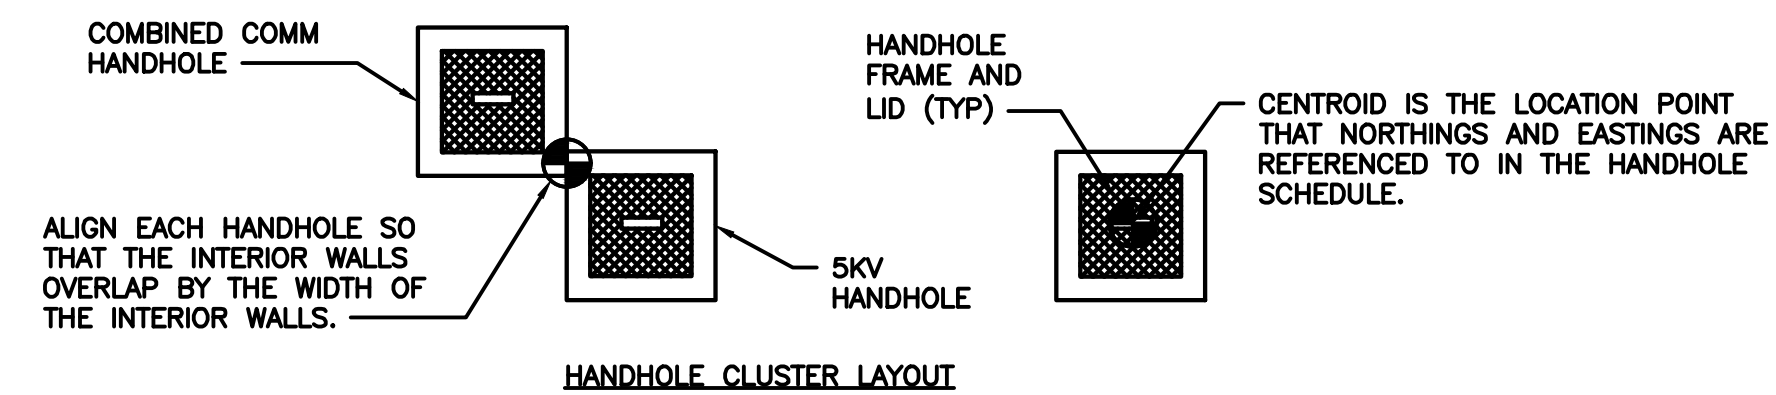 COMBINED COMM
HANDHOLE
ALIGN EACH HANDHOLE SO
THAT THE INTERIOR WALLS
OVERLAP BY THE WIDTH OF
THE INTERIOR WALLS.
5KV
HANDHOLE
HANDHOLE
FRAME AND
LID (TYP)
CENTROID IS THE LOCATION POINT
THAT NORTHINGS AND EASTINGS ARE
REFERENCED TO IN THE HANDHOLE
SCHEDULE.
HANDHOLE CLUSTER LAYOUT